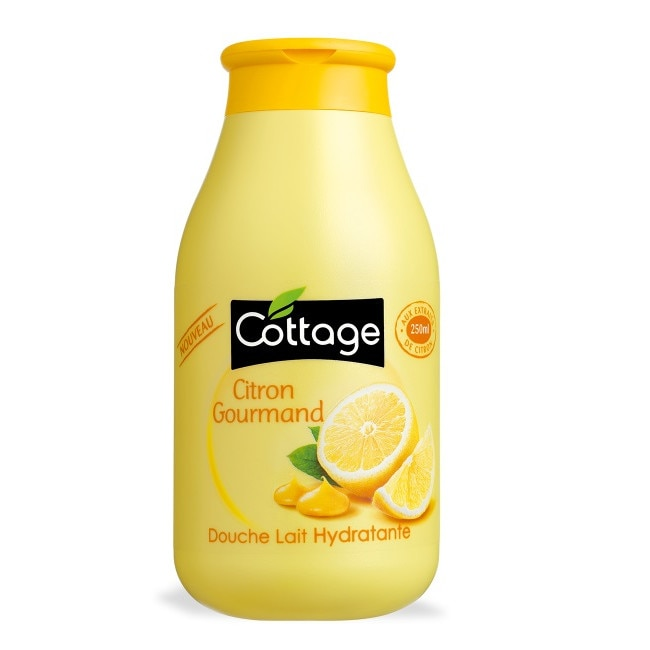 NOUVEAU
Cottage
AUX EXTRAITS
250ml
DE CITRON
Citron
Gourmand
Douche Lait Hydratante